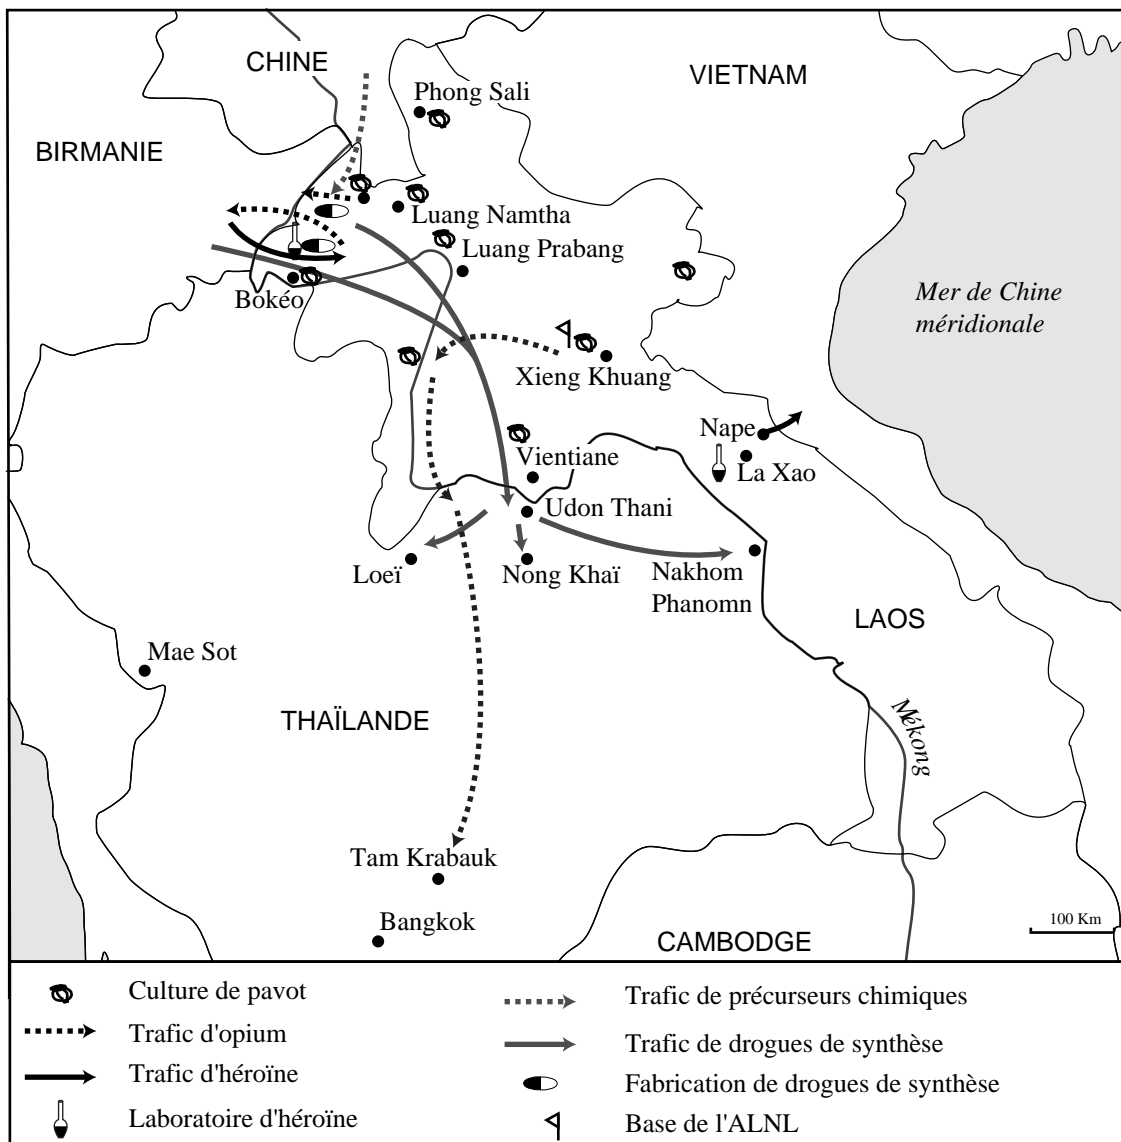 CHINE
VIETNAM
Phong Sali
BIRMANIE
Luang Namtha
Luang Prabang
Bokéo
Mer de Chine
méridionale
Xieng Khuang
Nape
Vientiane
La Xao
Udon Thani
Loeï
Nong Khaï
Nakhom
Phanomn
LAOS
Mae Sot
THAÏLANDE
Mékong
Tam Krabauk
Bangkok
CAMBODGE
100 Km
Culture de pavot
Trafic d'opium
Trafic d'héroïne
Laboratoire d'héroïne
Trafic de précurseurs chimiques
Trafic de drogues de synthèse
Fabrication de drogues de synthèse
Base de l'ALNL